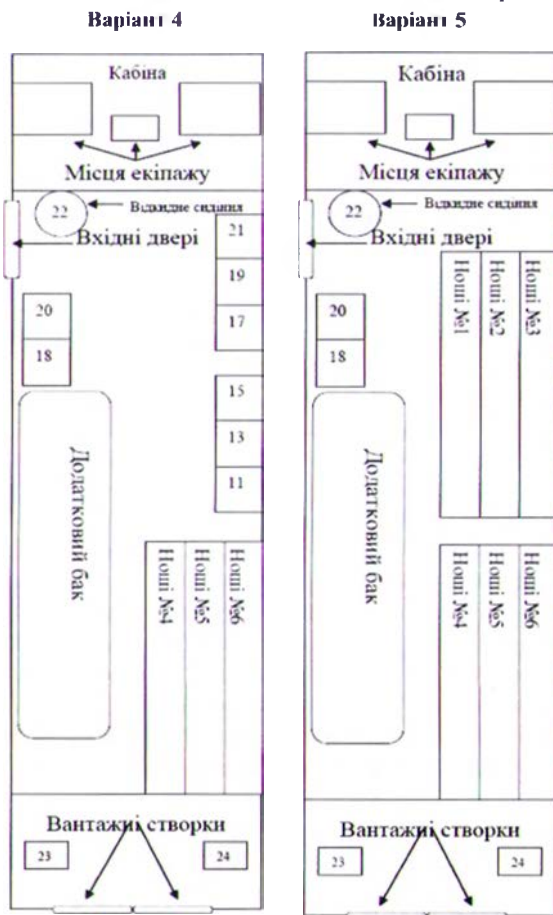 Варіант 4
Кабіна
Місця екіпажу
22
Відкидне сидіння
Вхідні двері
21
19
17
20
18
15
13
11
Додатковий бак
Ноші №4
Ноші №5
Ноші №6
Вантажні створки
23
24
Варіант 5
Кабіна
Місця екіпажу
22
Відкидне сидіння
Вхідні двері
Ноші №1
Ноші №2
Ноші №3
20
18
Додатковий бак
Ноші №4
Ноші №5
Ноші №6
Вантажні створки
23
24